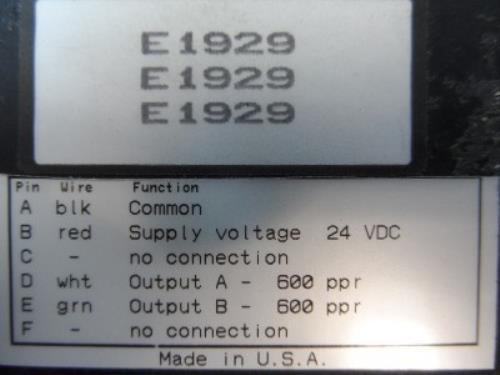 E1929
E1929
E1929
Pin Wire Function
A blk Common
B red Supply voltage 24 VDC
C - no connection
D wht Output A - 600 ppr
E grn Output B - 600 ppr
F - no connection
Made in U.S.A.